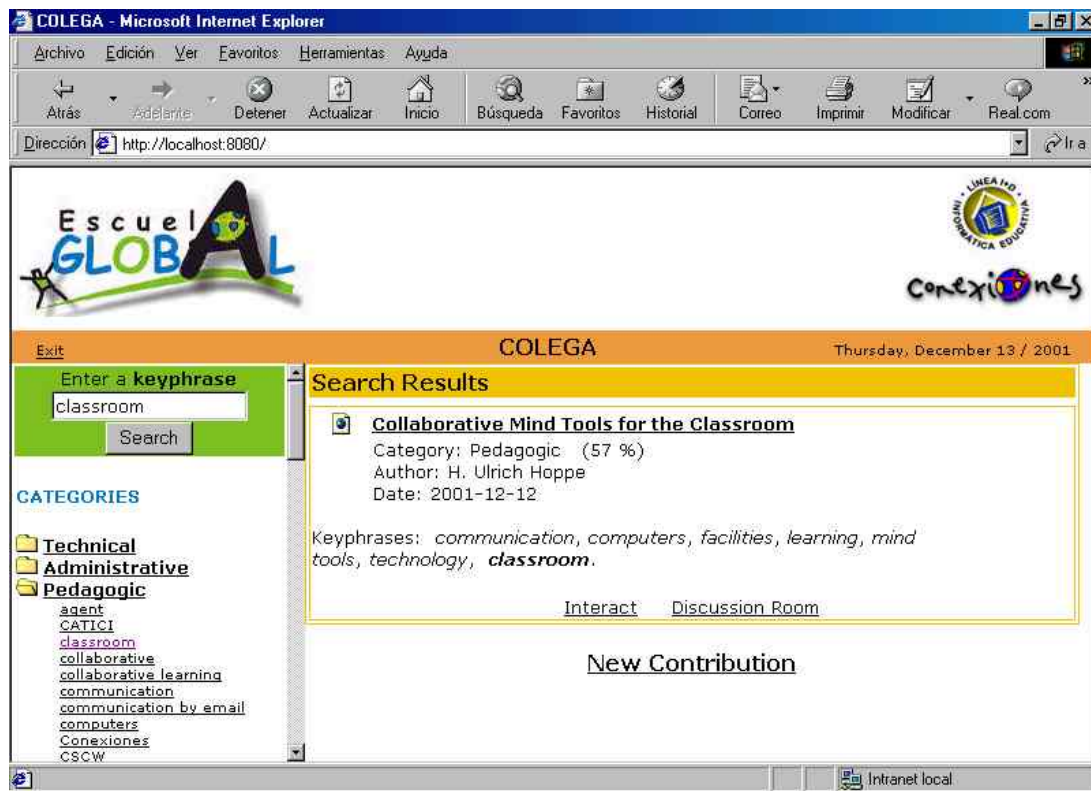 COLEGA - Microsoft Internet Explorer
Archivo Edición Ver Favoritos Herramientas Ayuda
Atrás Adelante Detener Actualizar Inicio Búsqueda Favoritos Historial Correo Imprimir Modificar Real.com
Dirección http://localhost:8080/ Ir a
Escuel
GLOBAL
LÍNEA I+D
INFORMÁTICA EDUCATIVA
Conexiones
Exit COLEGA Thursday, December 13 / 2001
Enter a keyphrase
classroom
Search
CATEGORIES
Technical
Administrative
Pedagogic
agent
CATICI
classroom
collaborative
collaborative learning
communication
communication by email
computers
Conexiones
CSCW
Search Results
Collaborative Mind Tools for the Classroom
Category: Pedagogic (57 %)
Author: H. Ulrich Hoppe
Date: 2001-12-12
Keyphrases: communication, computers, facilities, learning, mind
tools, technology, classroom.
Interact Discussion Room
New Contribution
Intranet local